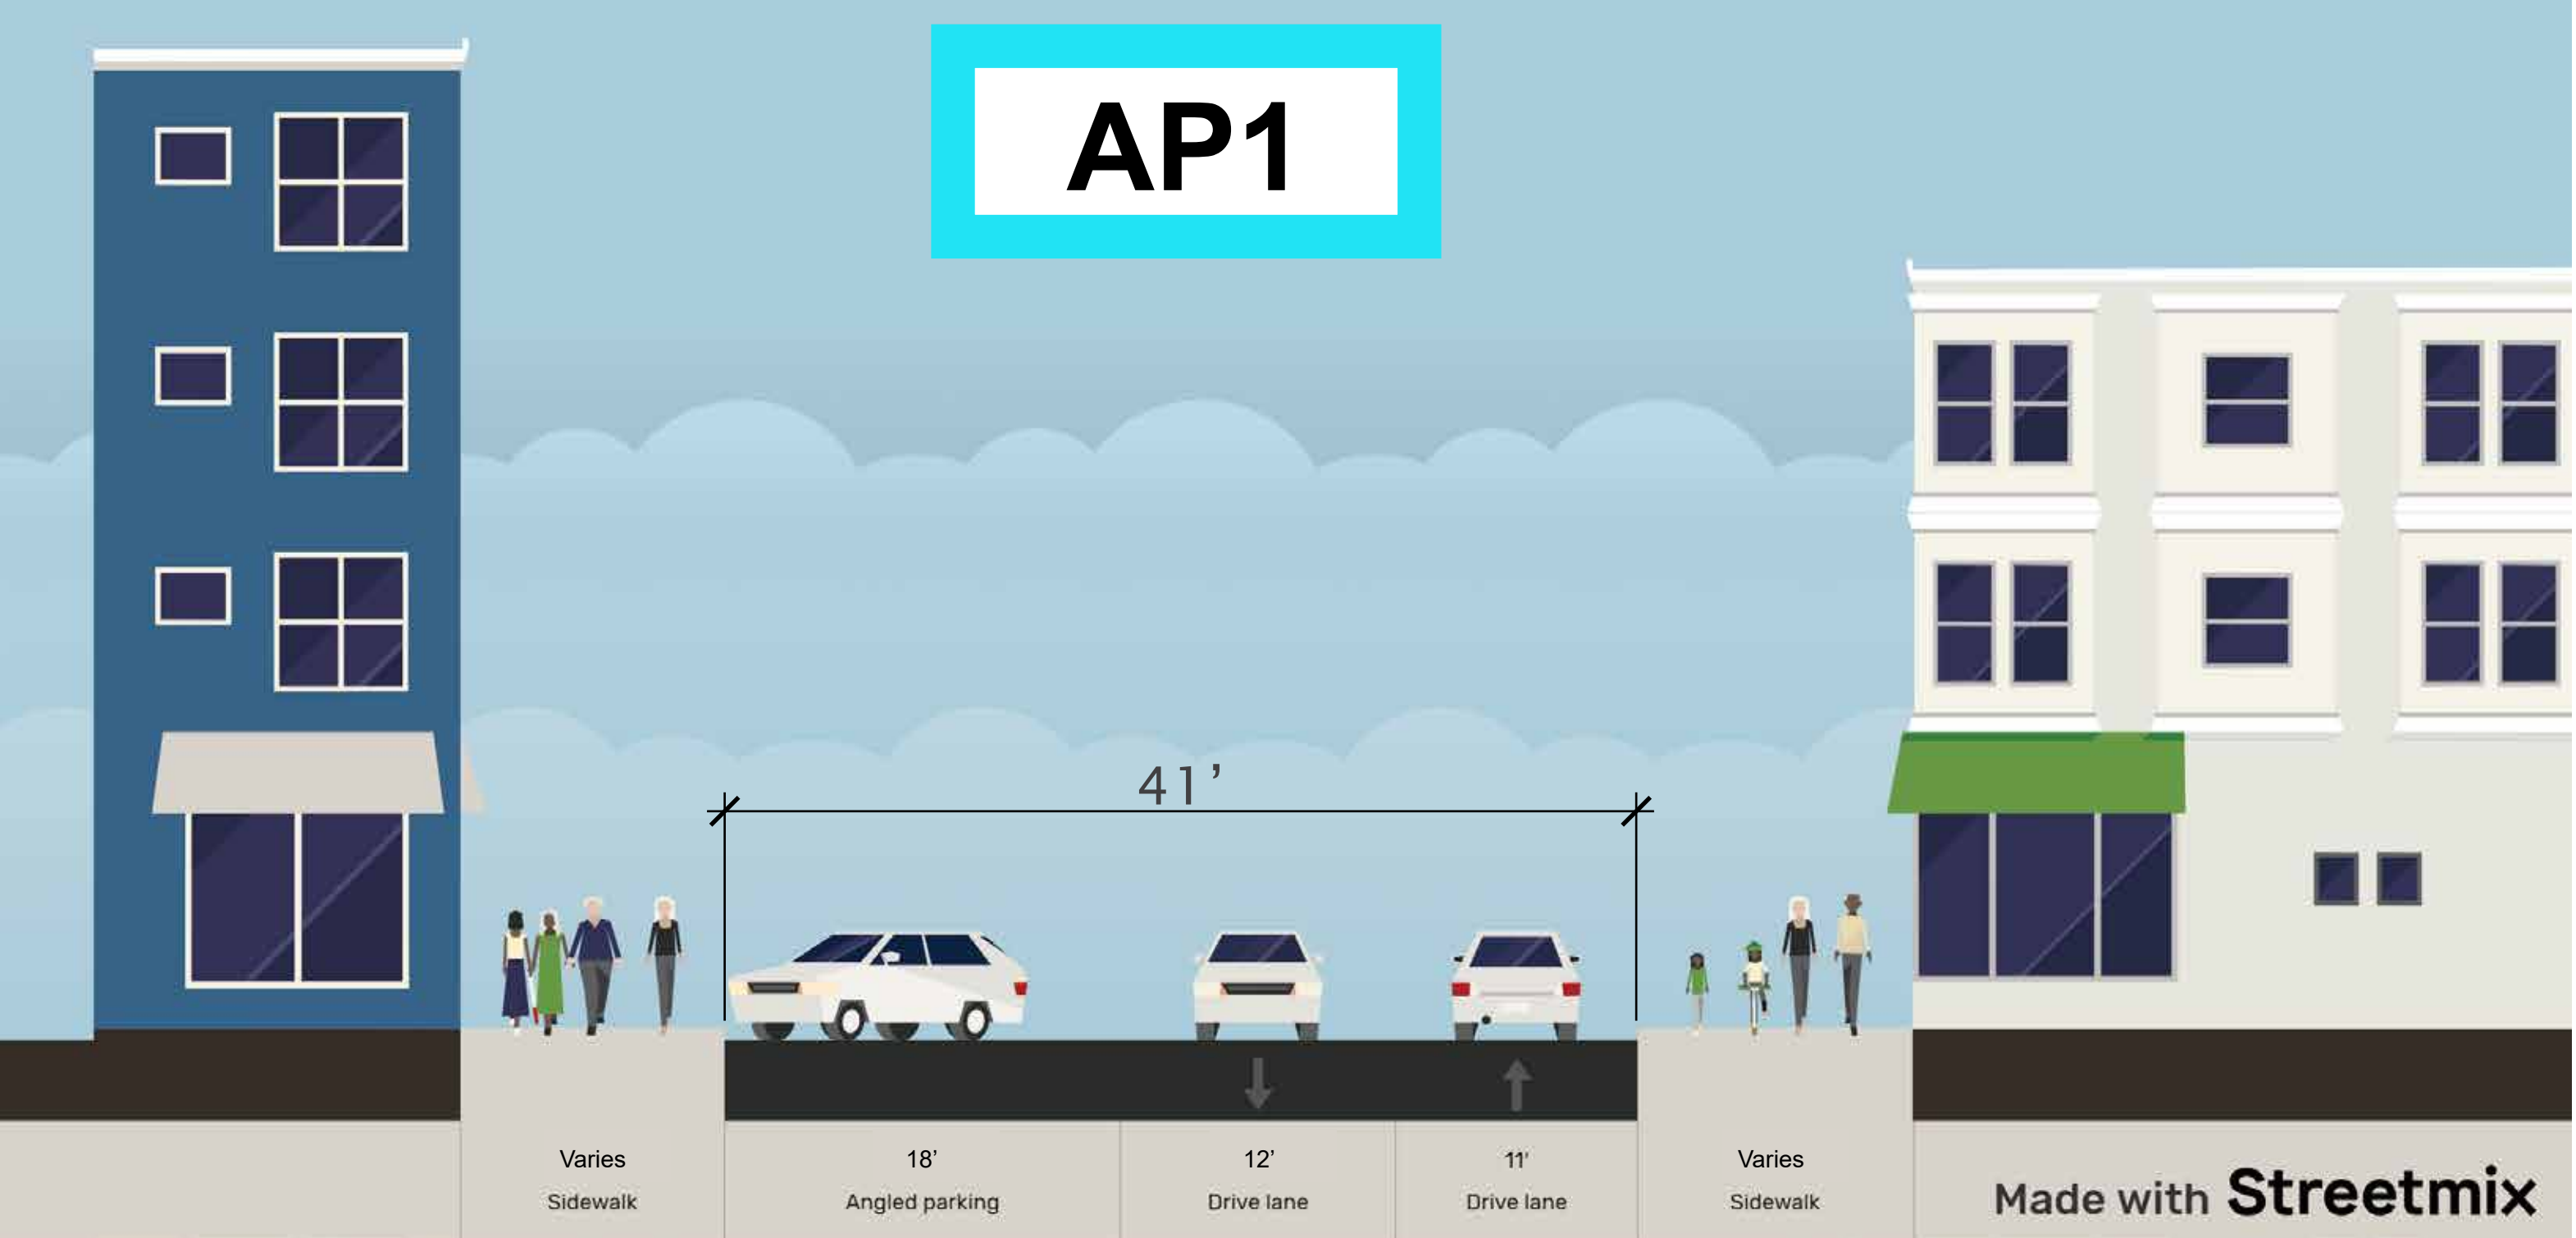 AP1
41’
Varies
Sidewalk
18’
Angled parking
12’
Drive lane
11'
Drive lane
Varies
Sidewalk
Made with Streetmix